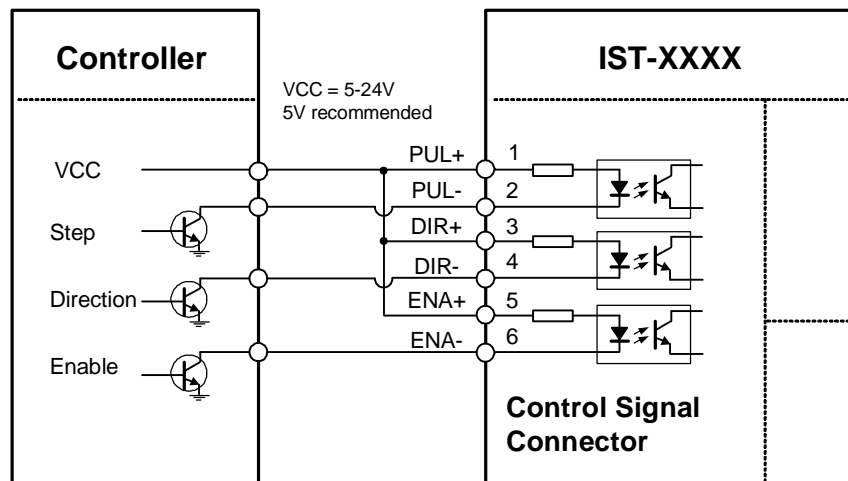 Controller
IST-XXXX
VCC = 5-24V
5V recommended
VCC
PUL+
1
PUL-
2
Step
DIR+
3
DIR-
4
Direction
ENA+
5
ENA-
6
Enable
Control Signal
Connector